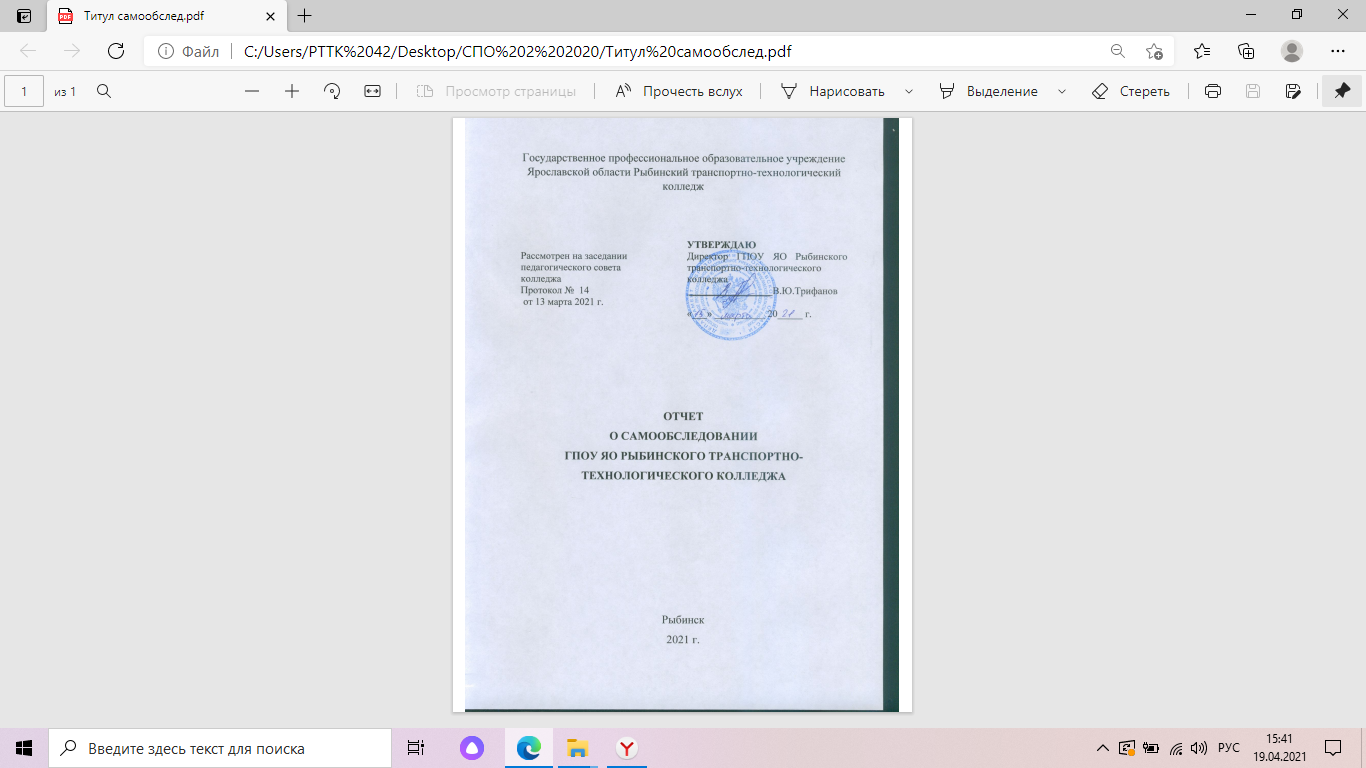 Титул самообслед.pdf
Файл
C:/Users/PTTK%2042/Desktop/СПО%202%202020/Титул%20самообслед.pdf
1
из 1
Просмотр страницы
Прочесть вслух
Нарисовать
Выделение
Стереть
Государственное профессиональное образовательное учреждение
Ярославской области Рыбинский транспортно-технологический
колледж
Рассмотрен на заседании
педагогического совета
колледжа
Протокол № 14
от 13 марта 2021 г.
УТВЕРЖДАЮ
Директор ГПОУ ЯО Рыбинского
транспортно-технологического
колледжа
В.Ю.Трифанов
« » марта 20 21 г.
ОТЧЕТ
О САМООБСЛЕДОВАНИИ
ГПОУ ЯО РЫБИНСКОГО ТРАНСПОРТНО-
ТЕХНОЛОГИЧЕСКОГО КОЛЛЕДЖА
Рыбинск
2021 г.
Введите здесь текст для поиска
РУС
15:41
19.04.2021